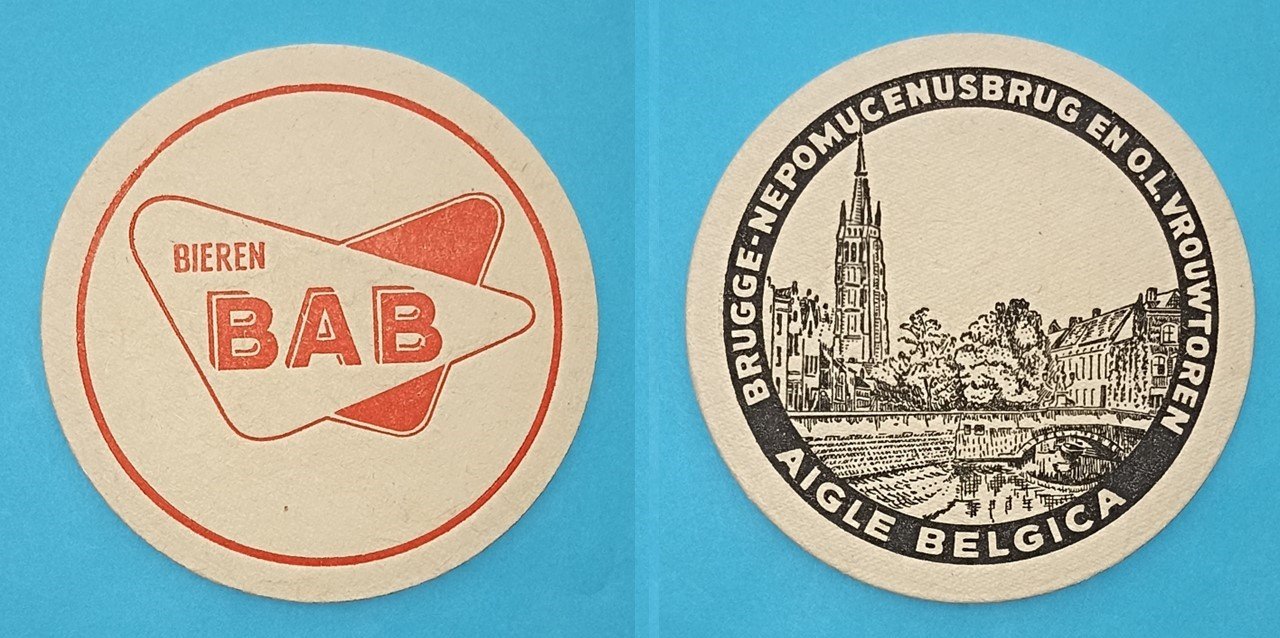 BIEREN
BAB
BRUGGE-NEPOMUCENUSBRUG EN O.L.VROUWTOREN
AIGLE BELGICA